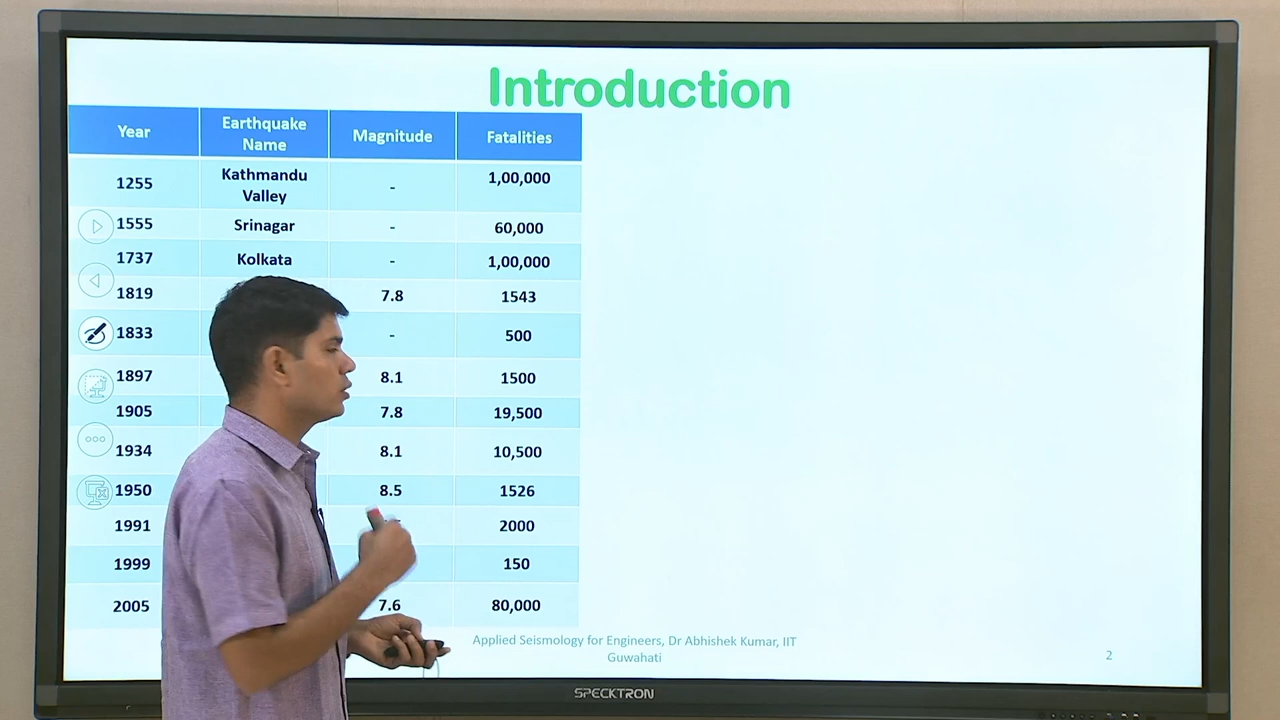 Introduction
Year Earthquake Name Magnitude Fatalities
1255 Kathmandu Valley - 1,00,000
1555 Srinagar - 60,000
1737 Kolkata - 1,00,000
1819 7.8 1543
1833 - 500
1897 8.1 1500
1905 7.8 19,500
1934 8.1 10,500
1950 8.5 1526
1991 2000
1999 150
2005 7.6 80,000
Applied Seismology for Engineers, Dr Abhishek Kumar, IIT
Guwahati
2
SPECKTRON